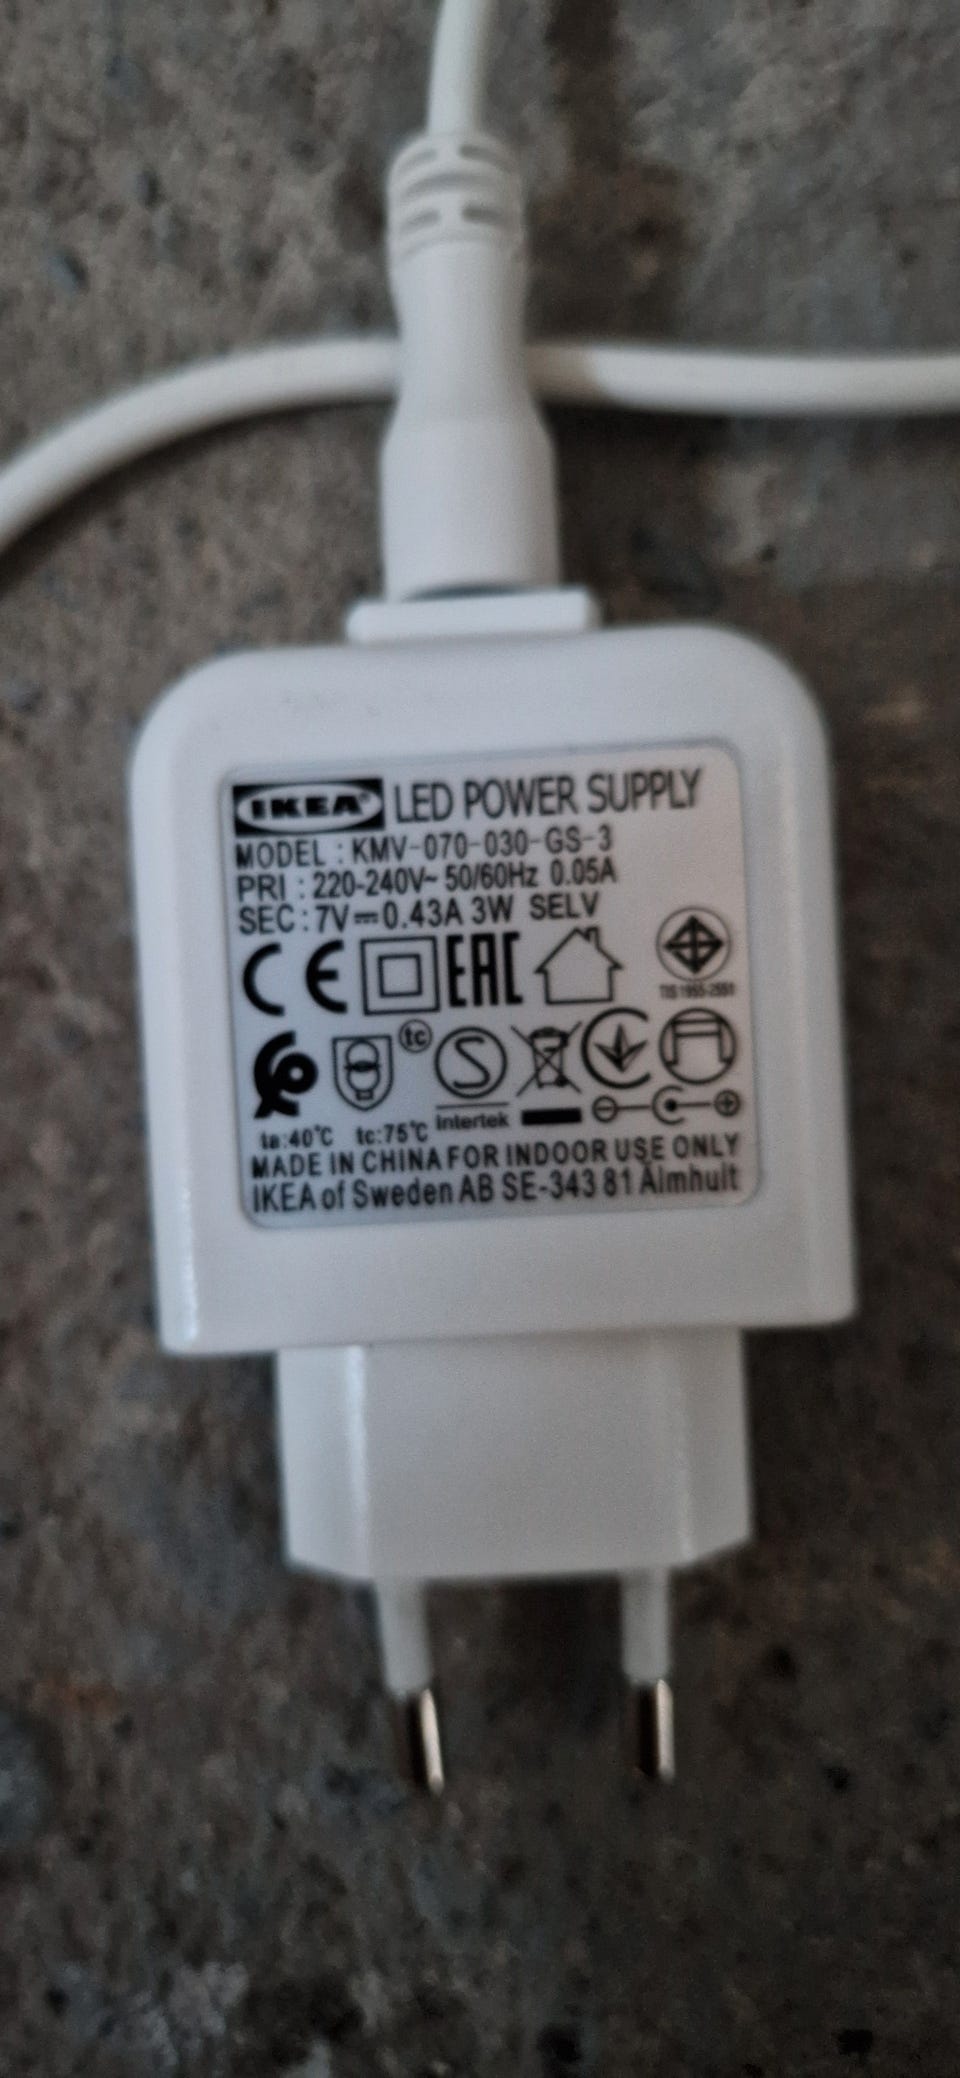 IKEA® LED POWER SUPPLY
MODEL : KMV-070-030-GS-3
PRI : 220-240V~ 50/60Hz 0.05A
SEC : 7V⎓0.43A 3W SELV
CE EAC
TIS 1955-2551
tc S
Intertek
ta:40℃ tc:75℃
MADE IN CHINA FOR INDOOR USE ONLY
IKEA of Sweden AB SE-343 81 Älmhult